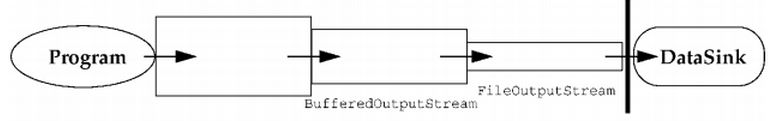 Program
DataSink
BufferedOutputStream
FileOutputStream